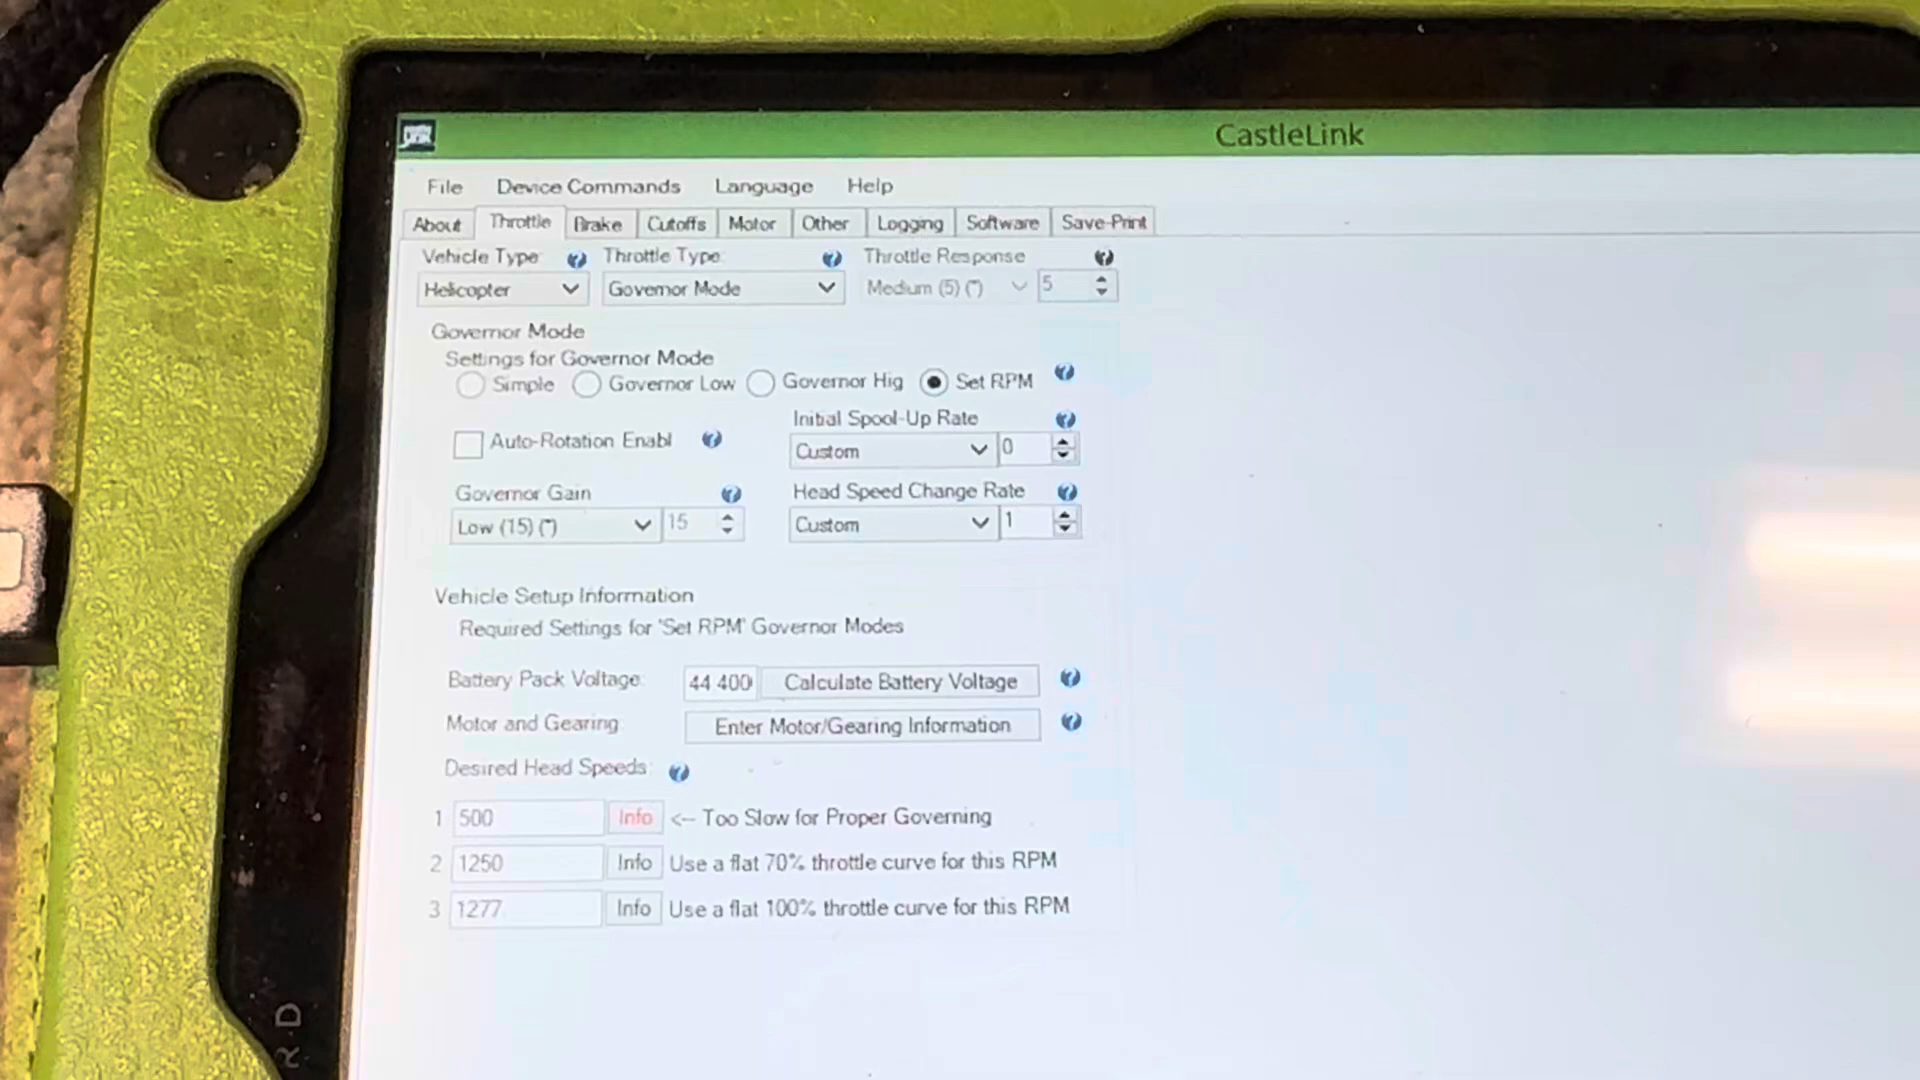 CastleLink
File Device Commands Language Help
About Throttle Brake Cutoffs Motor Other Logging Software Save-Print
Vehicle Type: Throttle Type: Throttle Response
Helicopter Governor Mode Medium (5) (*) 5
Governor Mode
Settings for Governor Mode
Simple Governor Low Governor Hig Set RPM
Initial Spool-Up Rate
Auto-Rotation Enabl
Custom 0
Governor Gain Head Speed Change Rate
Low (15) (*) 15 Custom 1
Vehicle Setup Information
Required Settings for 'Set RPM' Governor Modes
Battery Pack Voltage: 44.400 Calculate Battery Voltage
Motor and Gearing: Enter Motor/Gearing Information
Desired Head Speeds:
1 500 Info <-- Too Slow for Proper Governing
2 1250 Info Use a flat 70% throttle curve for this RPM
3 1277 Info Use a flat 100% throttle curve for this RPM